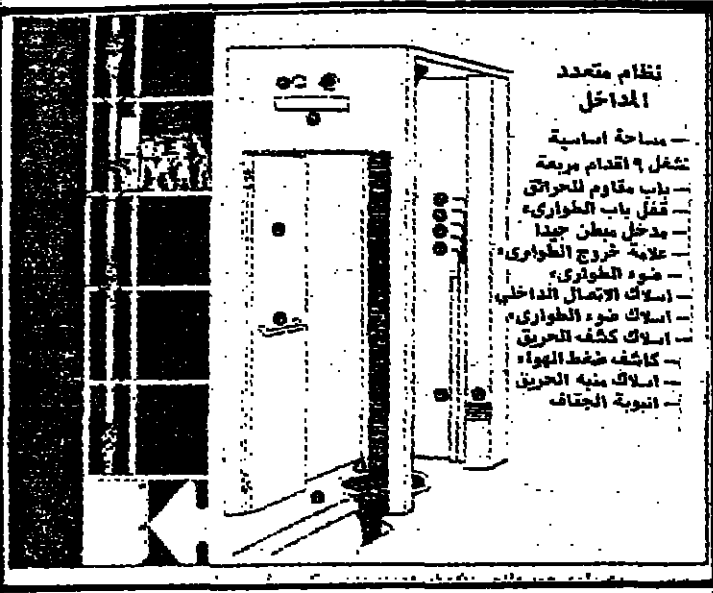 نظام متعدد
المداخل
— مساحة اساسية
تشغل ٩ اقدام مربعة
— باب مقاوم للحرائق
— قفل باب الطوارىء
— مدخل مبطن جيدا
— علامة خروج الطوارىء
— ضوء الطوارىء
— اسلاك الاتصال الداخلي
— اسلاك ضوء الطوارىء
— اسلاك كشف الحريق
— كاشف ضغط الهواء
— اسلاك منبه الحريق
— انبوبة الجفاف